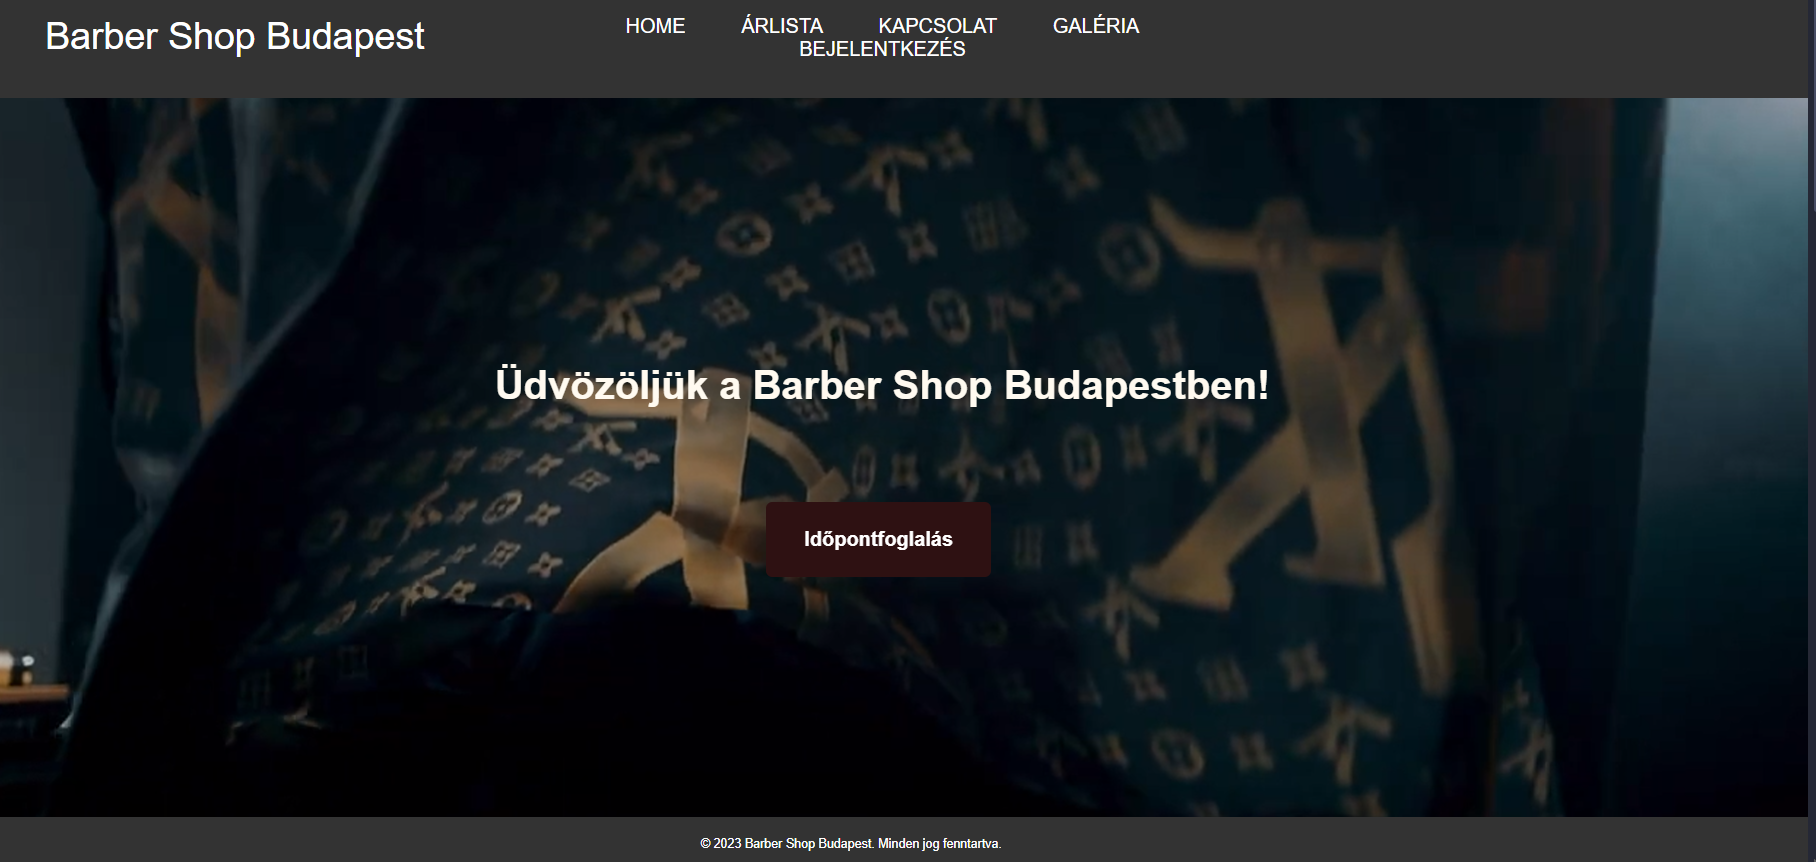 Barber Shop Budapest
HOME ÁRLISTA KAPCSOLAT GALÉRIA
BEJELENTKEZÉS
Üdvözöljük a Barber Shop Budapestben!
Időpontfoglalás
© 2023 Barber Shop Budapest. Minden jog fenntartva.